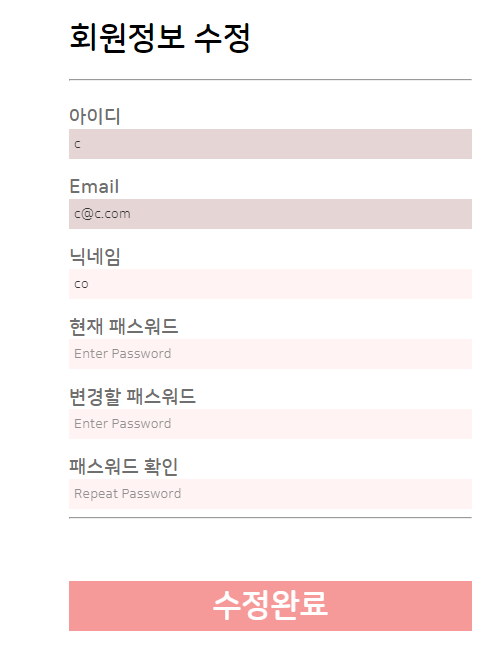 회원정보 수정
아이디
c
Email
c@c.com
닉네임
co
현재 패스워드
Enter Password
변경할 패스워드
Enter Password
패스워드 확인
Repeat Password
수정완료